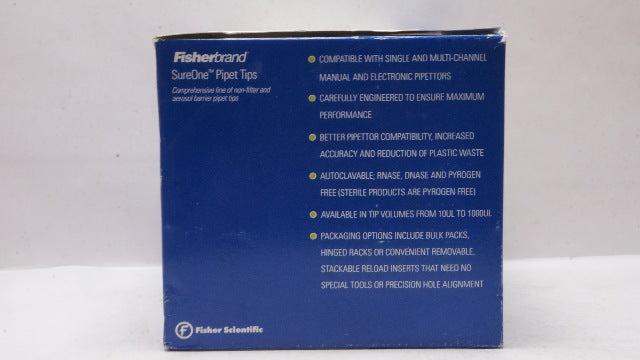 Fisherbrand
SureOne™ Pipet Tips
Comprehensive line of non-filter and
aerosol barrier pipet tips
COMPATIBLE WITH SINGLE AND MULTI-CHANNEL
MANUAL AND ELECTRONIC PIPETTORS
CAREFULLY ENGINEERED TO ENSURE MAXIMUM
PERFORMANCE
BETTER PIPETTOR COMPATIBILITY, INCREASED
ACCURACY AND REDUCTION OF PLASTIC WASTE
AUTOCLAVABLE; RNASE, DNASE AND PYROGEN
FREE (STERILE PRODUCTS ARE PYROGEN FREE)
AVAILABLE IN TIP VOLUMES FROM 10UL TO 1000UL
PACKAGING OPTIONS INCLUDE BULK PACKS,
HINGED RACKS OR CONVENIENT REMOVABLE,
STACKABLE RELOAD INSERTS THAT NEED NO
SPECIAL TOOLS OR PRECISION HOLE ALIGNMENT
Fisher Scientific